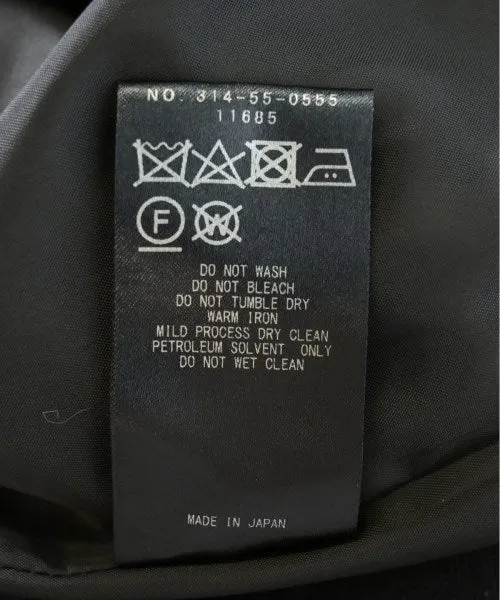 NO. 314-55-0555
11685
F W
DO NOT WASH
DO NOT BLEACH
DO NOT TUMBLE DRY
WARM IRON
MILD PROCESS DRY CLEAN
PETROLEUM SOLVENT ONLY
DO NOT WET CLEAN
MADE IN JAPAN